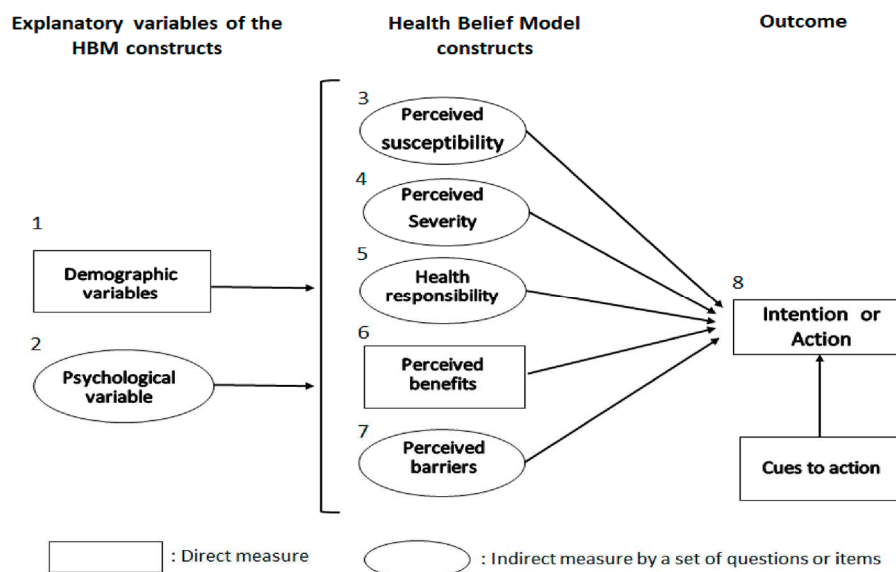 Explanatory variables of the
HBM constructs
Health Belief Model
constructs
Outcome
1
Demographic
variables
2
Psychological
variable
3
Perceived
susceptibility
4
Perceived
Severity
5
Health
responsibility
6
Perceived
benefits
7
Perceived
barriers
8
Intention or
Action
Cues to action
: Direct measure
: Indirect measure by a set of questions or items